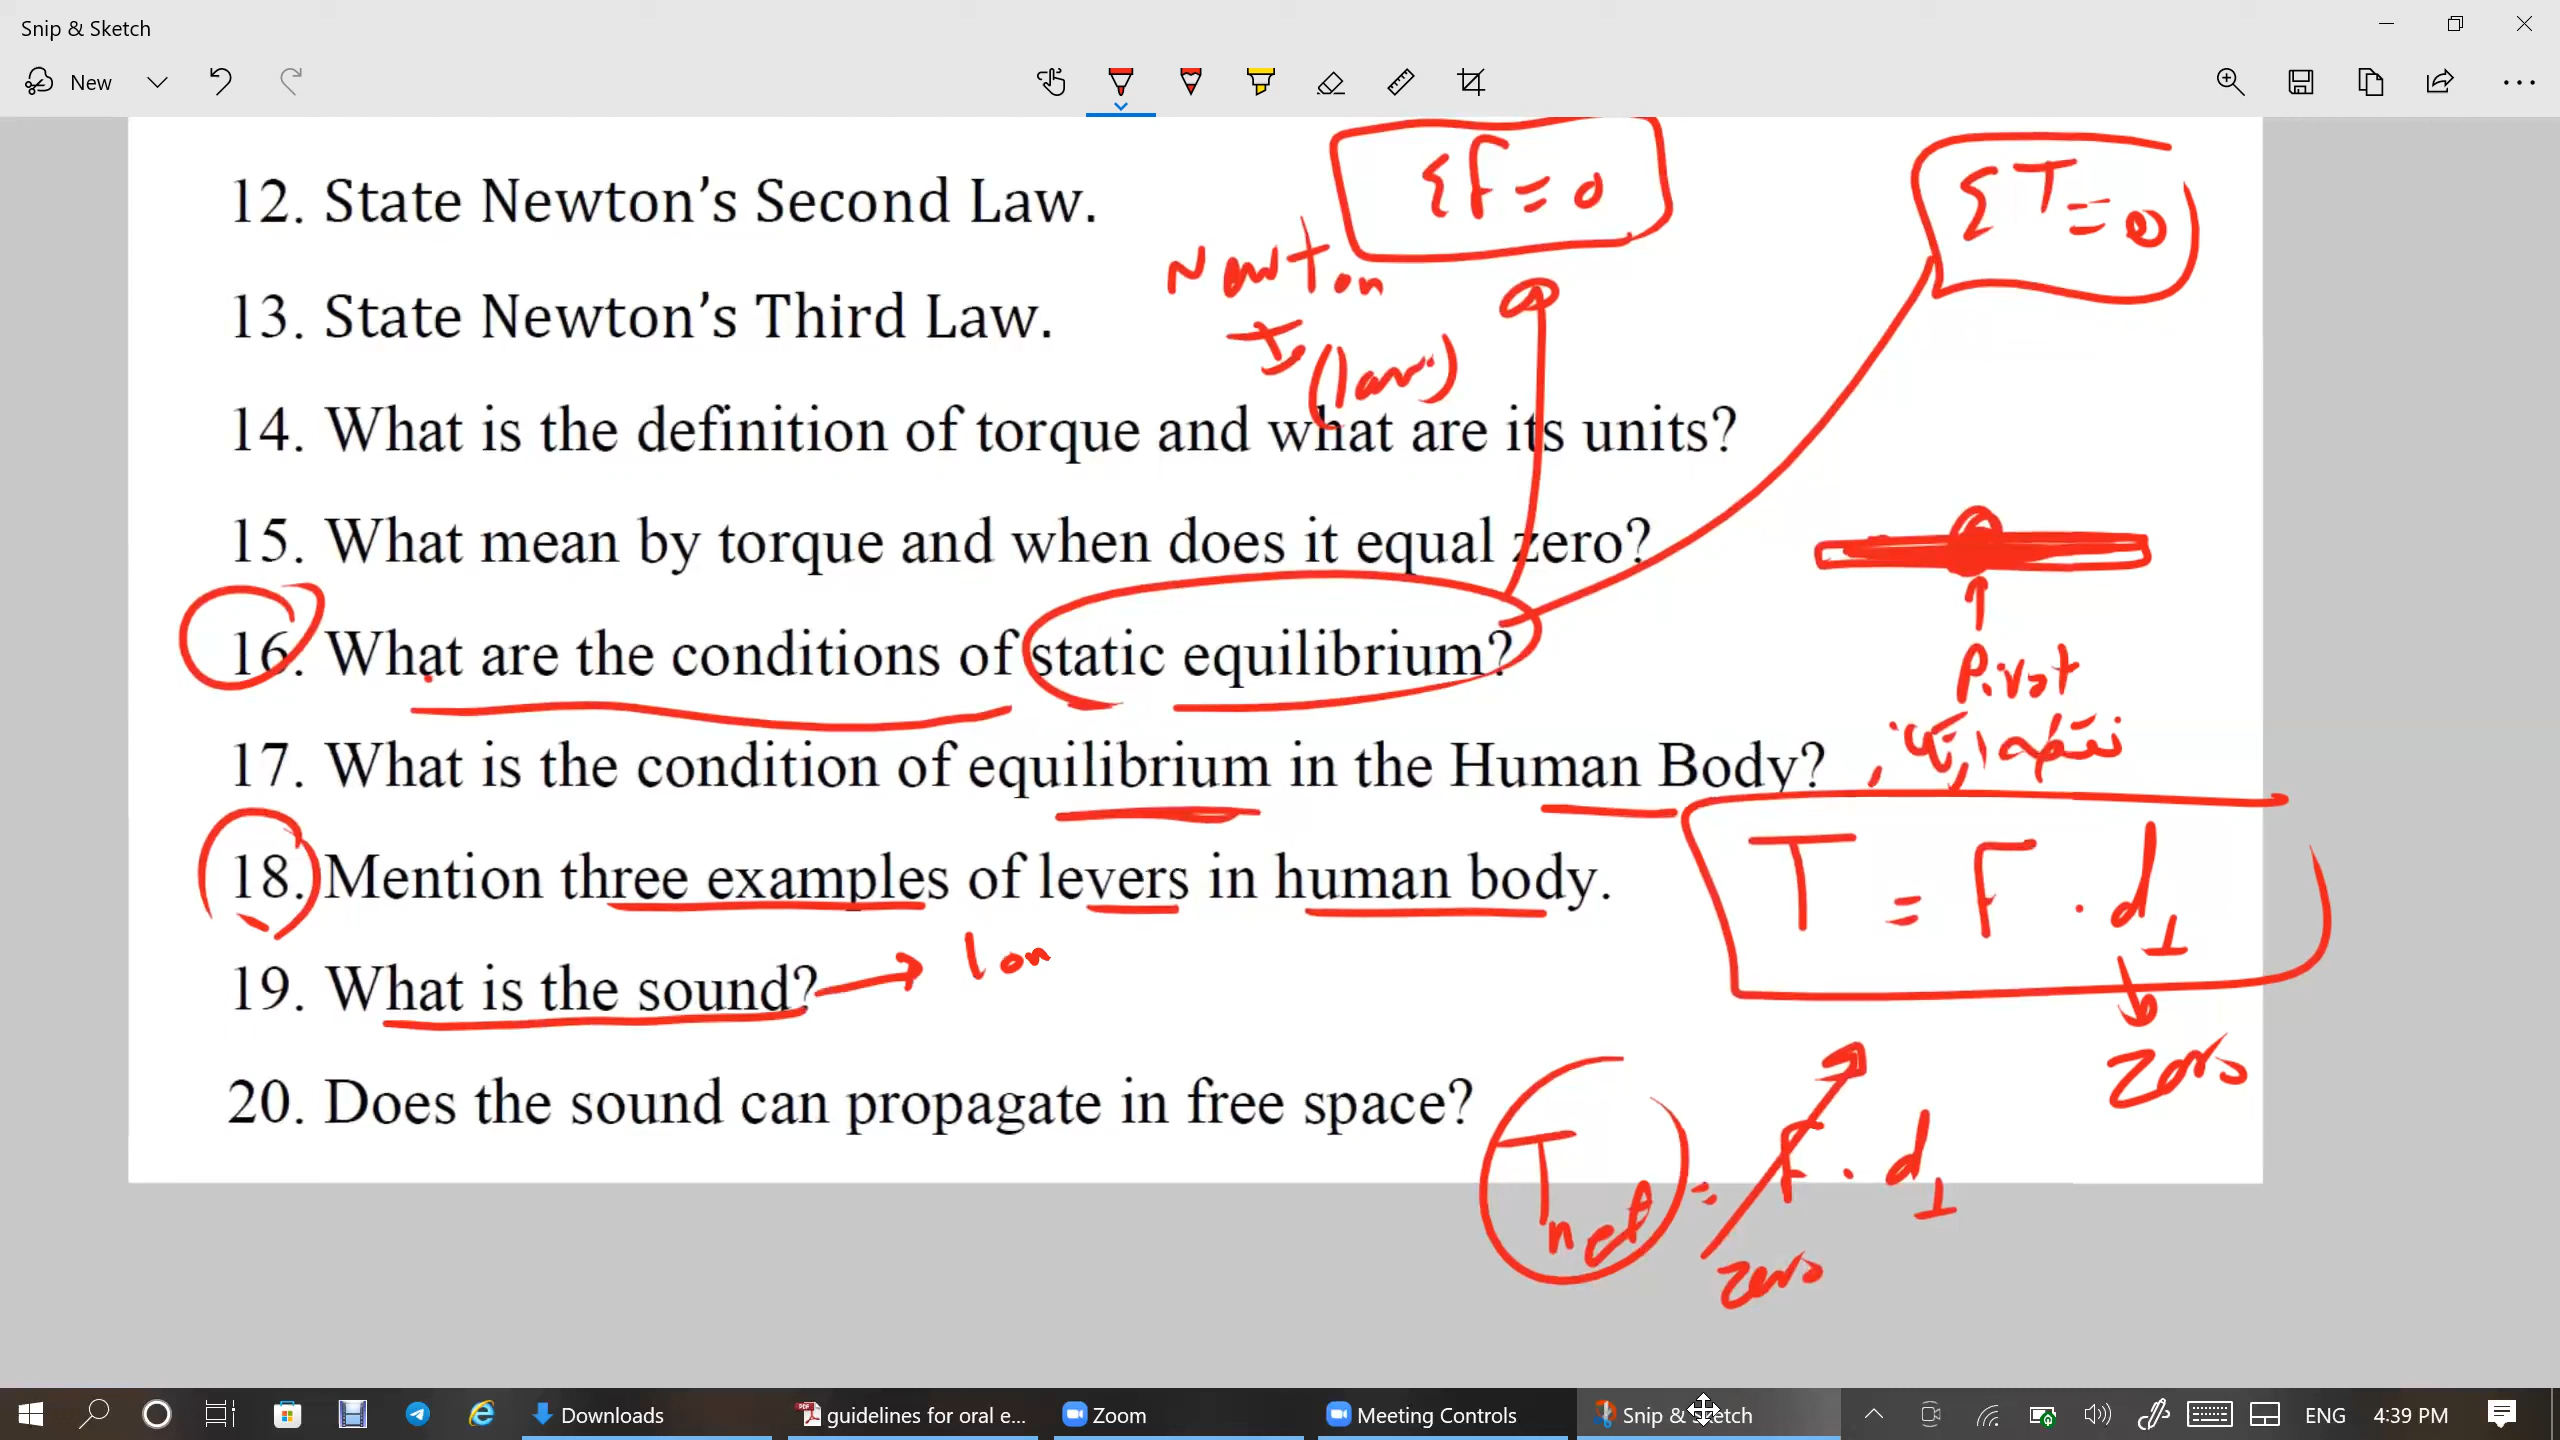 Snip & Sketch
New
ΣF = 0
ΣT = 0
12. State Newton’s Second Law.
Newton
13. State Newton’s Third Law.
I (law)
14. What is the definition of torque and what are its units?
15. What mean by torque and when does it equal zero?
16. What are the conditions of static equilibrium?
Pivot
17. What is the condition of equilibrium in the Human Body?
18. Mention three examples of levers in human body.
T = F . d⊥
19. What is the sound?
lon
zero
20. Does the sound can propagate in free space?
Tnet = F . d⊥
zero
Downloads
guidelines for oral e...
Zoom
Meeting Controls
Snip & Sketch
ENG
4:39 PM